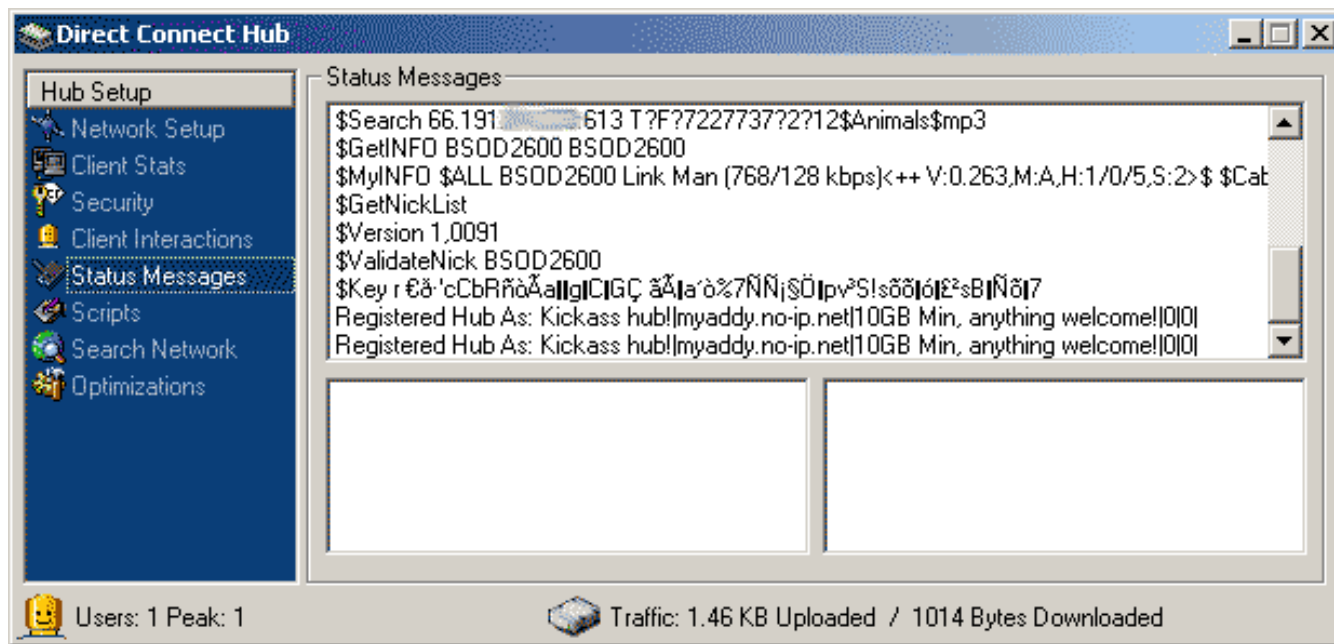 Direct Connect Hub
Hub Setup
Network Setup
Client Stats
Security
Client Interactions
Status Messages
Scripts
Search Network
Optimizations
Status Messages
$Search 66.191. .613 T?F?7227737?2?12$Animals$mp3
$GetINFO BSOD2600 BSOD2600
$MyINFO $ALL BSOD2600 Link Man (768/128 kbps)<++ V:0.263,M:A,H:1/0/5,S:2>$ $Cat
$GetNickList
$Version 1,0091
$ValidateNick BSOD2600
$Key
Registered Hub As: Kickass hub!|myaddy.no-ip.net|10GB Min, anything welcome!|0|0|
Registered Hub As: Kickass hub!|myaddy.no-ip.net|10GB Min, anything welcome!|0|0|
Users: 1 Peak: 1
Traffic: 1.46 KB Uploaded / 1014 Bytes Downloaded